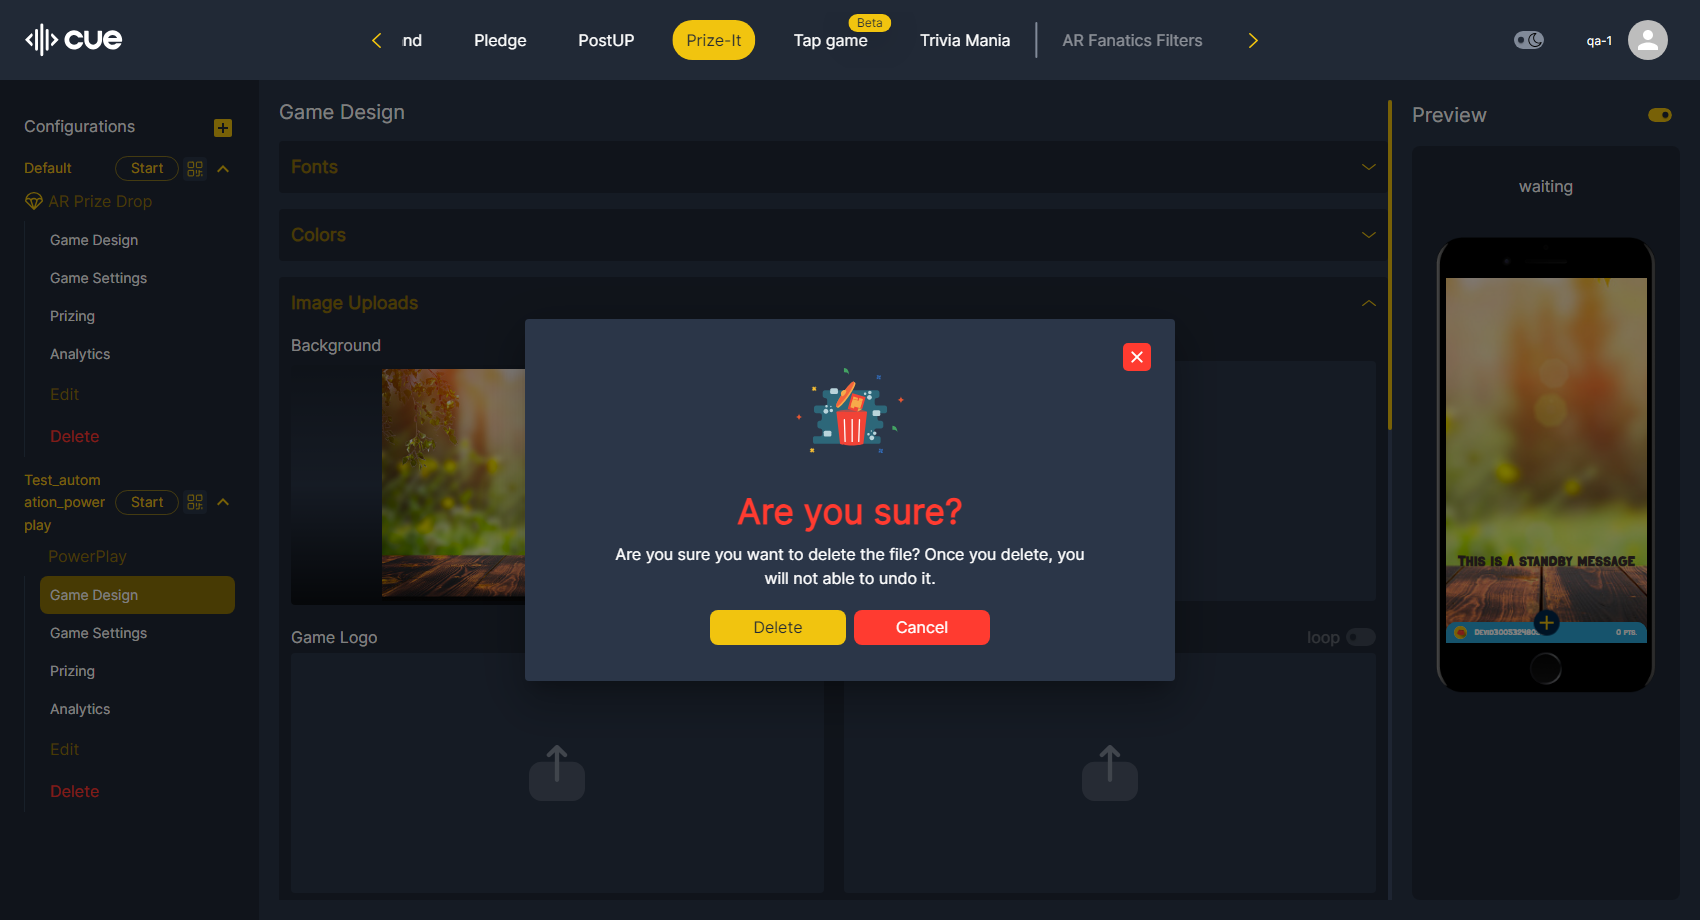 cue
nd
Pledge
PostUP
Prize-It
Beta
Tap game
Trivia Mania
AR Fanatics Filters
qa-1
Configurations
Default
Start
AR Prize Drop
Game Design
Game Settings
Prizing
Analytics
Edit
Delete
Test_autom
ation_power
play
Start
PowerPlay
Game Design
Game Settings
Prizing
Analytics
Edit
Delete
Game Design
Fonts
Colors
Image Uploads
Background
Game Logo
loop
Are you sure?
Are you sure you want to delete the file? Once you delete, you
will not able to undo it.
Delete
Cancel
Preview
waiting
This is a standby message
0 pts.